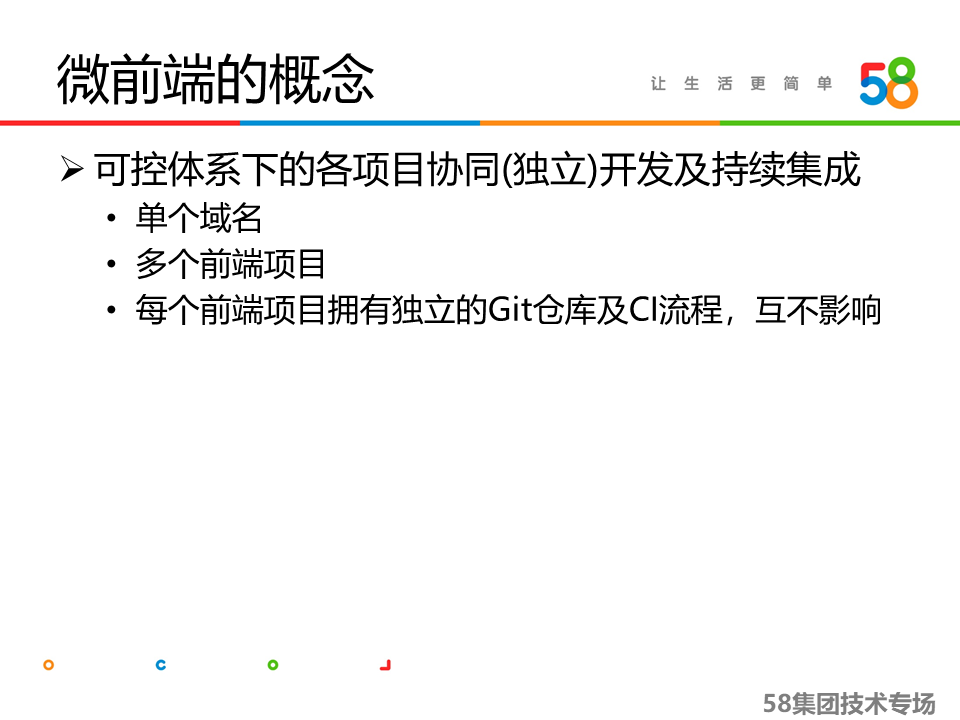 微前端的概念
让生活更简单
58
➢ 可控体系下的各项目协同(独立)开发及持续集成
• 单个域名
• 多个前端项目
• 每个前端项目拥有独立的Git仓库及CI流程，互不影响
58集团技术专场